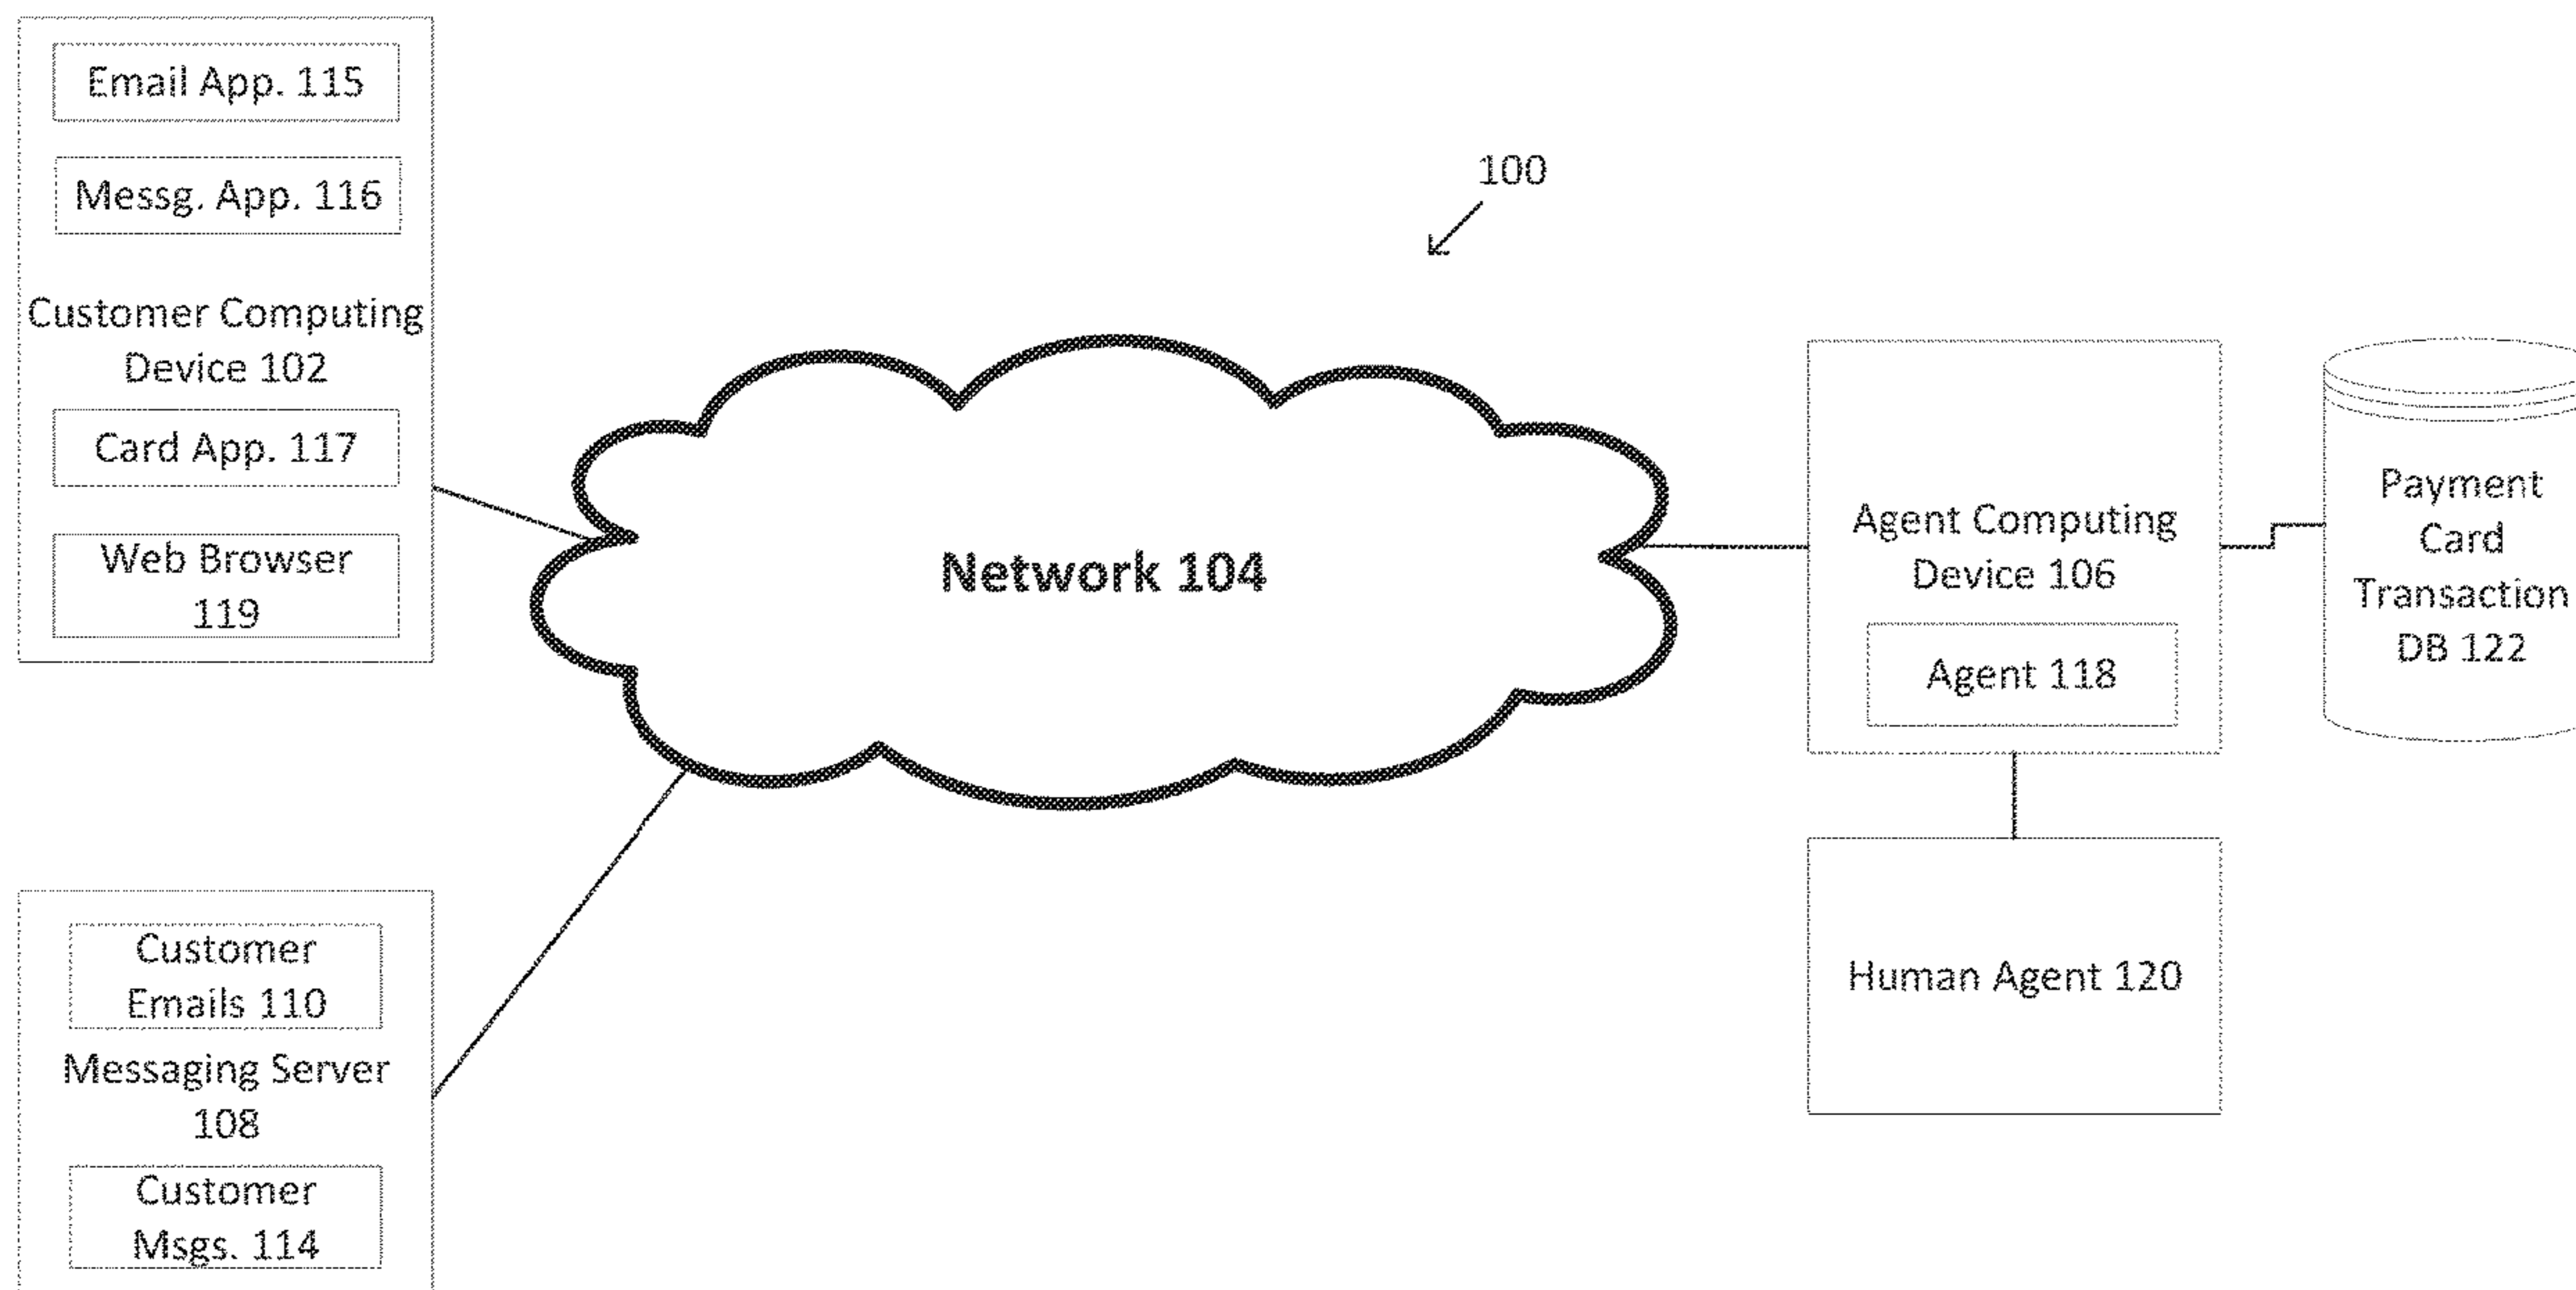 Email App. 115
Messg. App. 116
Customer Computing
Device 102
Card App. 117
Web Browser
119
100
Network 104
Agent Computing
Device 106
Agent 118
Payment
Card
Transaction
DB 122
Human Agent 120
Customer
Emails 110
Messaging Server
108
Customer
Msgs. 114